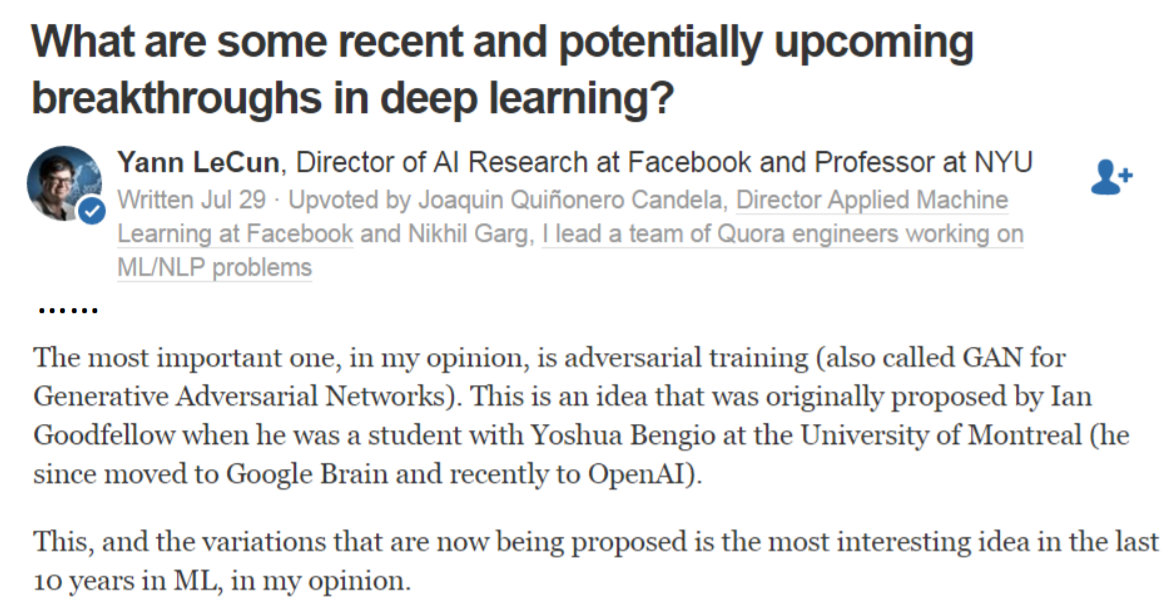 What are some recent and potentially upcoming
breakthroughs in deep learning?
Yann LeCun, Director of AI Research at Facebook and Professor at NYU
Written Jul 29 · Upvoted by Joaquin Quiñonero Candela, Director Applied Machine
Learning at Facebook and Nikhil Garg, I lead a team of Quora engineers working on
ML/NLP problems
......
The most important one, in my opinion, is adversarial training (also called GAN for
Generative Adversarial Networks). This is an idea that was originally proposed by Ian
Goodfellow when he was a student with Yoshua Bengio at the University of Montreal (he
since moved to Google Brain and recently to OpenAI).
This, and the variations that are now being proposed is the most interesting idea in the last
10 years in ML, in my opinion.